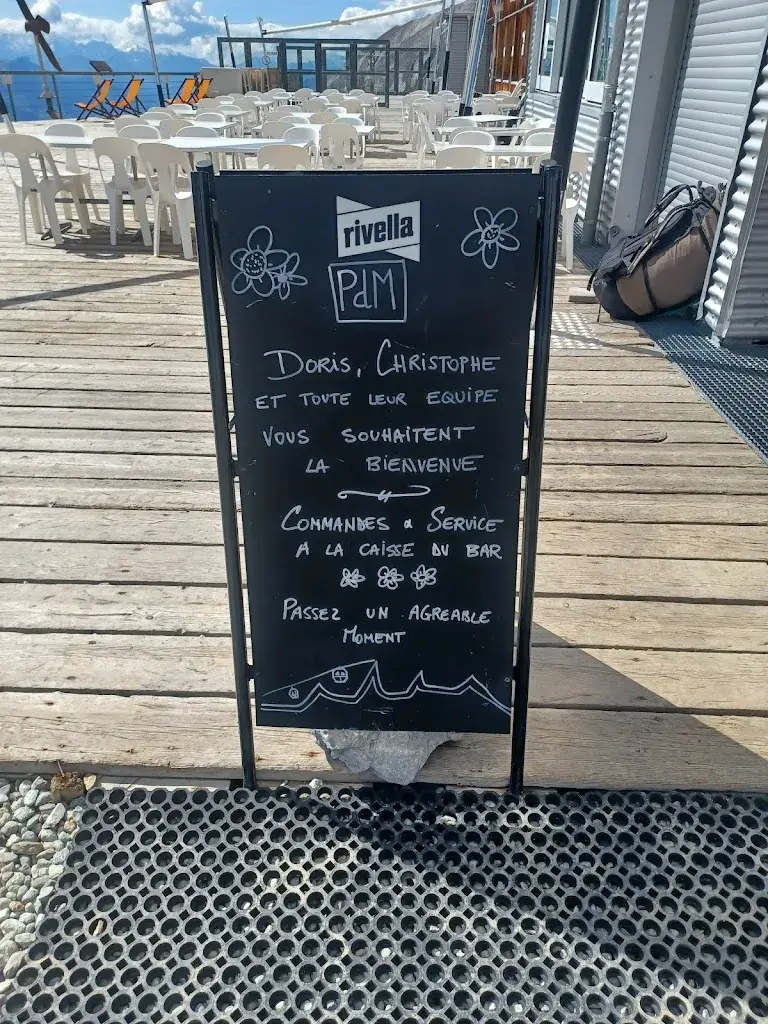 rivella
PdM
DORIS, CHRISTOPHE
ET TOUTE LEUR EQUIPE
VOUS SOUHAITENT
LA BIENVENUE
COMMANDES & SERVICE
A LA CAISSE DU BAR
PASSEZ UN AGREABLE
MOMENT